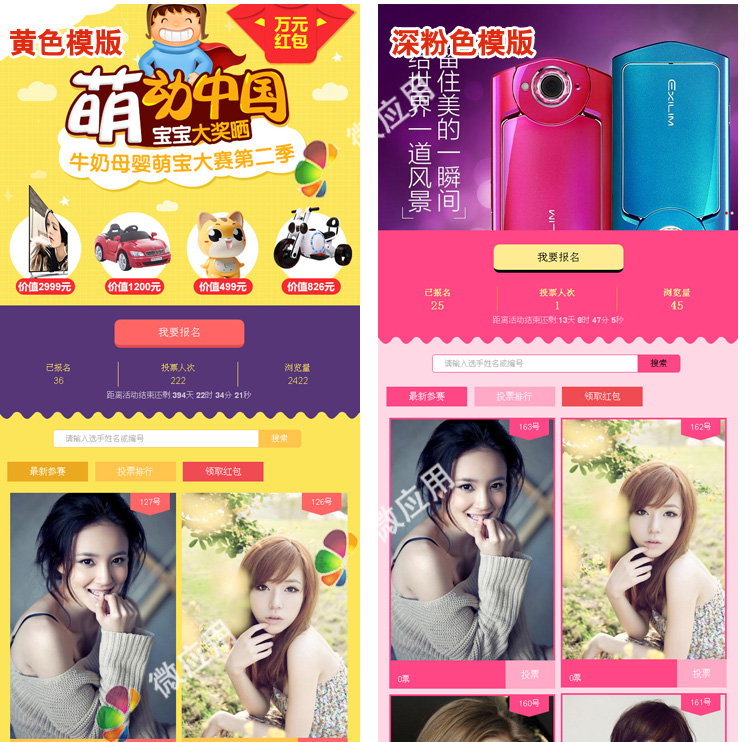 黄色模版
万元
红包
萌动中国
宝宝大奖晒
牛奶母婴萌宝大赛第二季
价值2999元
价值1200元
价值499元
价值826元
我要报名
已报名
投票人次
浏览量
36
222
2422
距离活动结束还剩:394天 22时 34分 21秒
请输入选手姓名或编号
搜索
最新参赛
投票排行
领取红包
127号
126号
微应用
深粉色模版
留住美的一瞬间
给世界一道风景
EXILIM
微应用
我要报名
已报名
投票人次
浏览量
25
1
45
距离活动结束还剩:13天 8时 47分 5秒
请输入选手姓名或编号
搜索
最新参赛
投票排行
领取红包
163号
162号
微应用
0票
投票
0票
投票
160号
161号